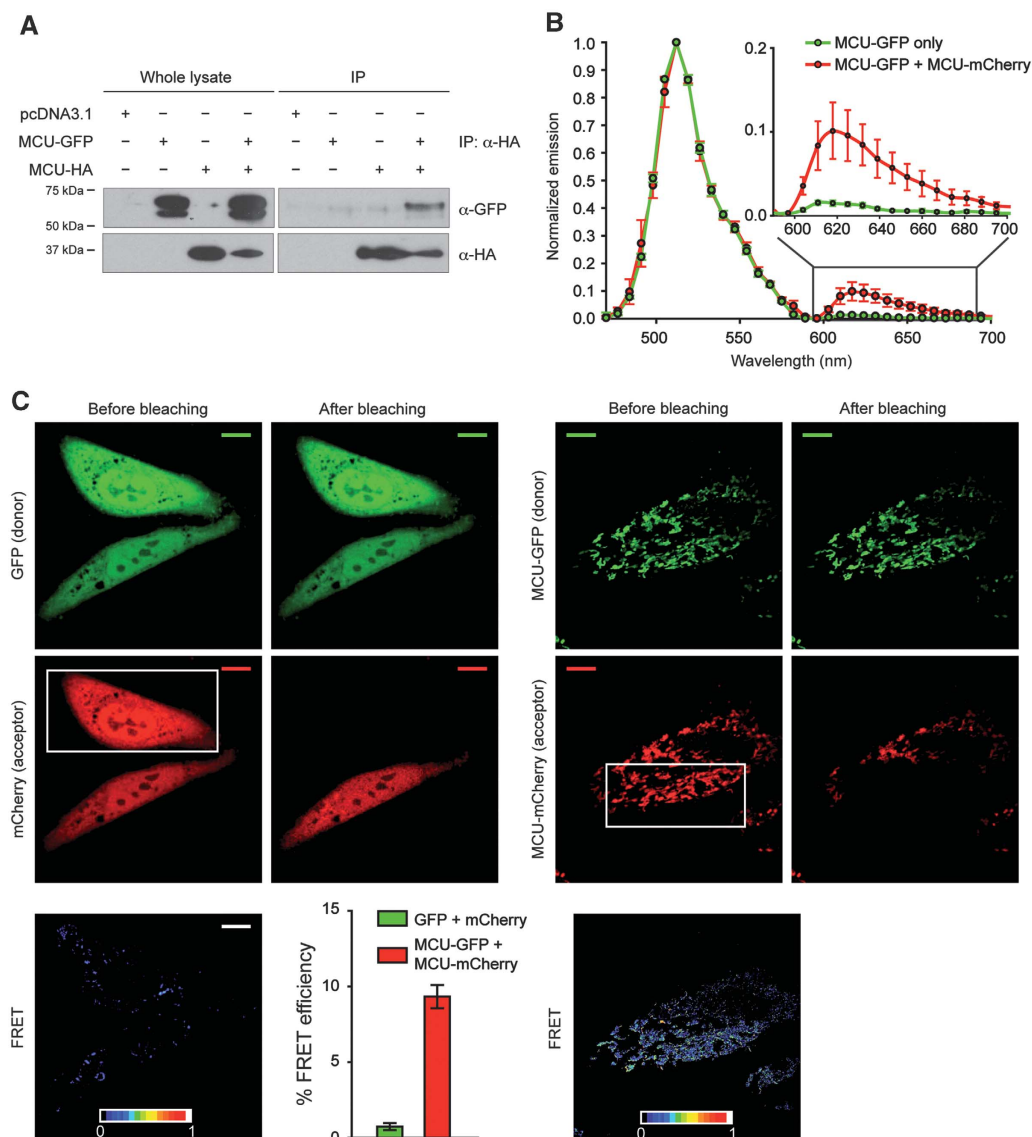 A
Whole lysate IP
pcDNA3.1 + – – – + – – –
MCU-GFP – + – + – + – + IP: α-HA
MCU-HA – – + + – – + +
75 kDa
50 kDa
α-GFP
37 kDa
α-HA
B
MCU-GFP only
MCU-GFP + MCU-mCherry
Normalized emission
1.0
0.9
0.8
0.7
0.6
0.5
0.4
0.3
0.2
0.1
0.0
0.2
0.1
0.0
600 620 640 660 680 700
500 550 600 650 700
Wavelength (nm)
C
Before bleaching After bleaching Before bleaching After bleaching
GFP (donor)
MCU-GFP (donor)
mCherry (acceptor)
MCU-mCherry (acceptor)
FRET
0 1
% FRET efficiency
15
10
5
0
GFP + mCherry
MCU-GFP +
MCU-mCherry
FRET
0 1